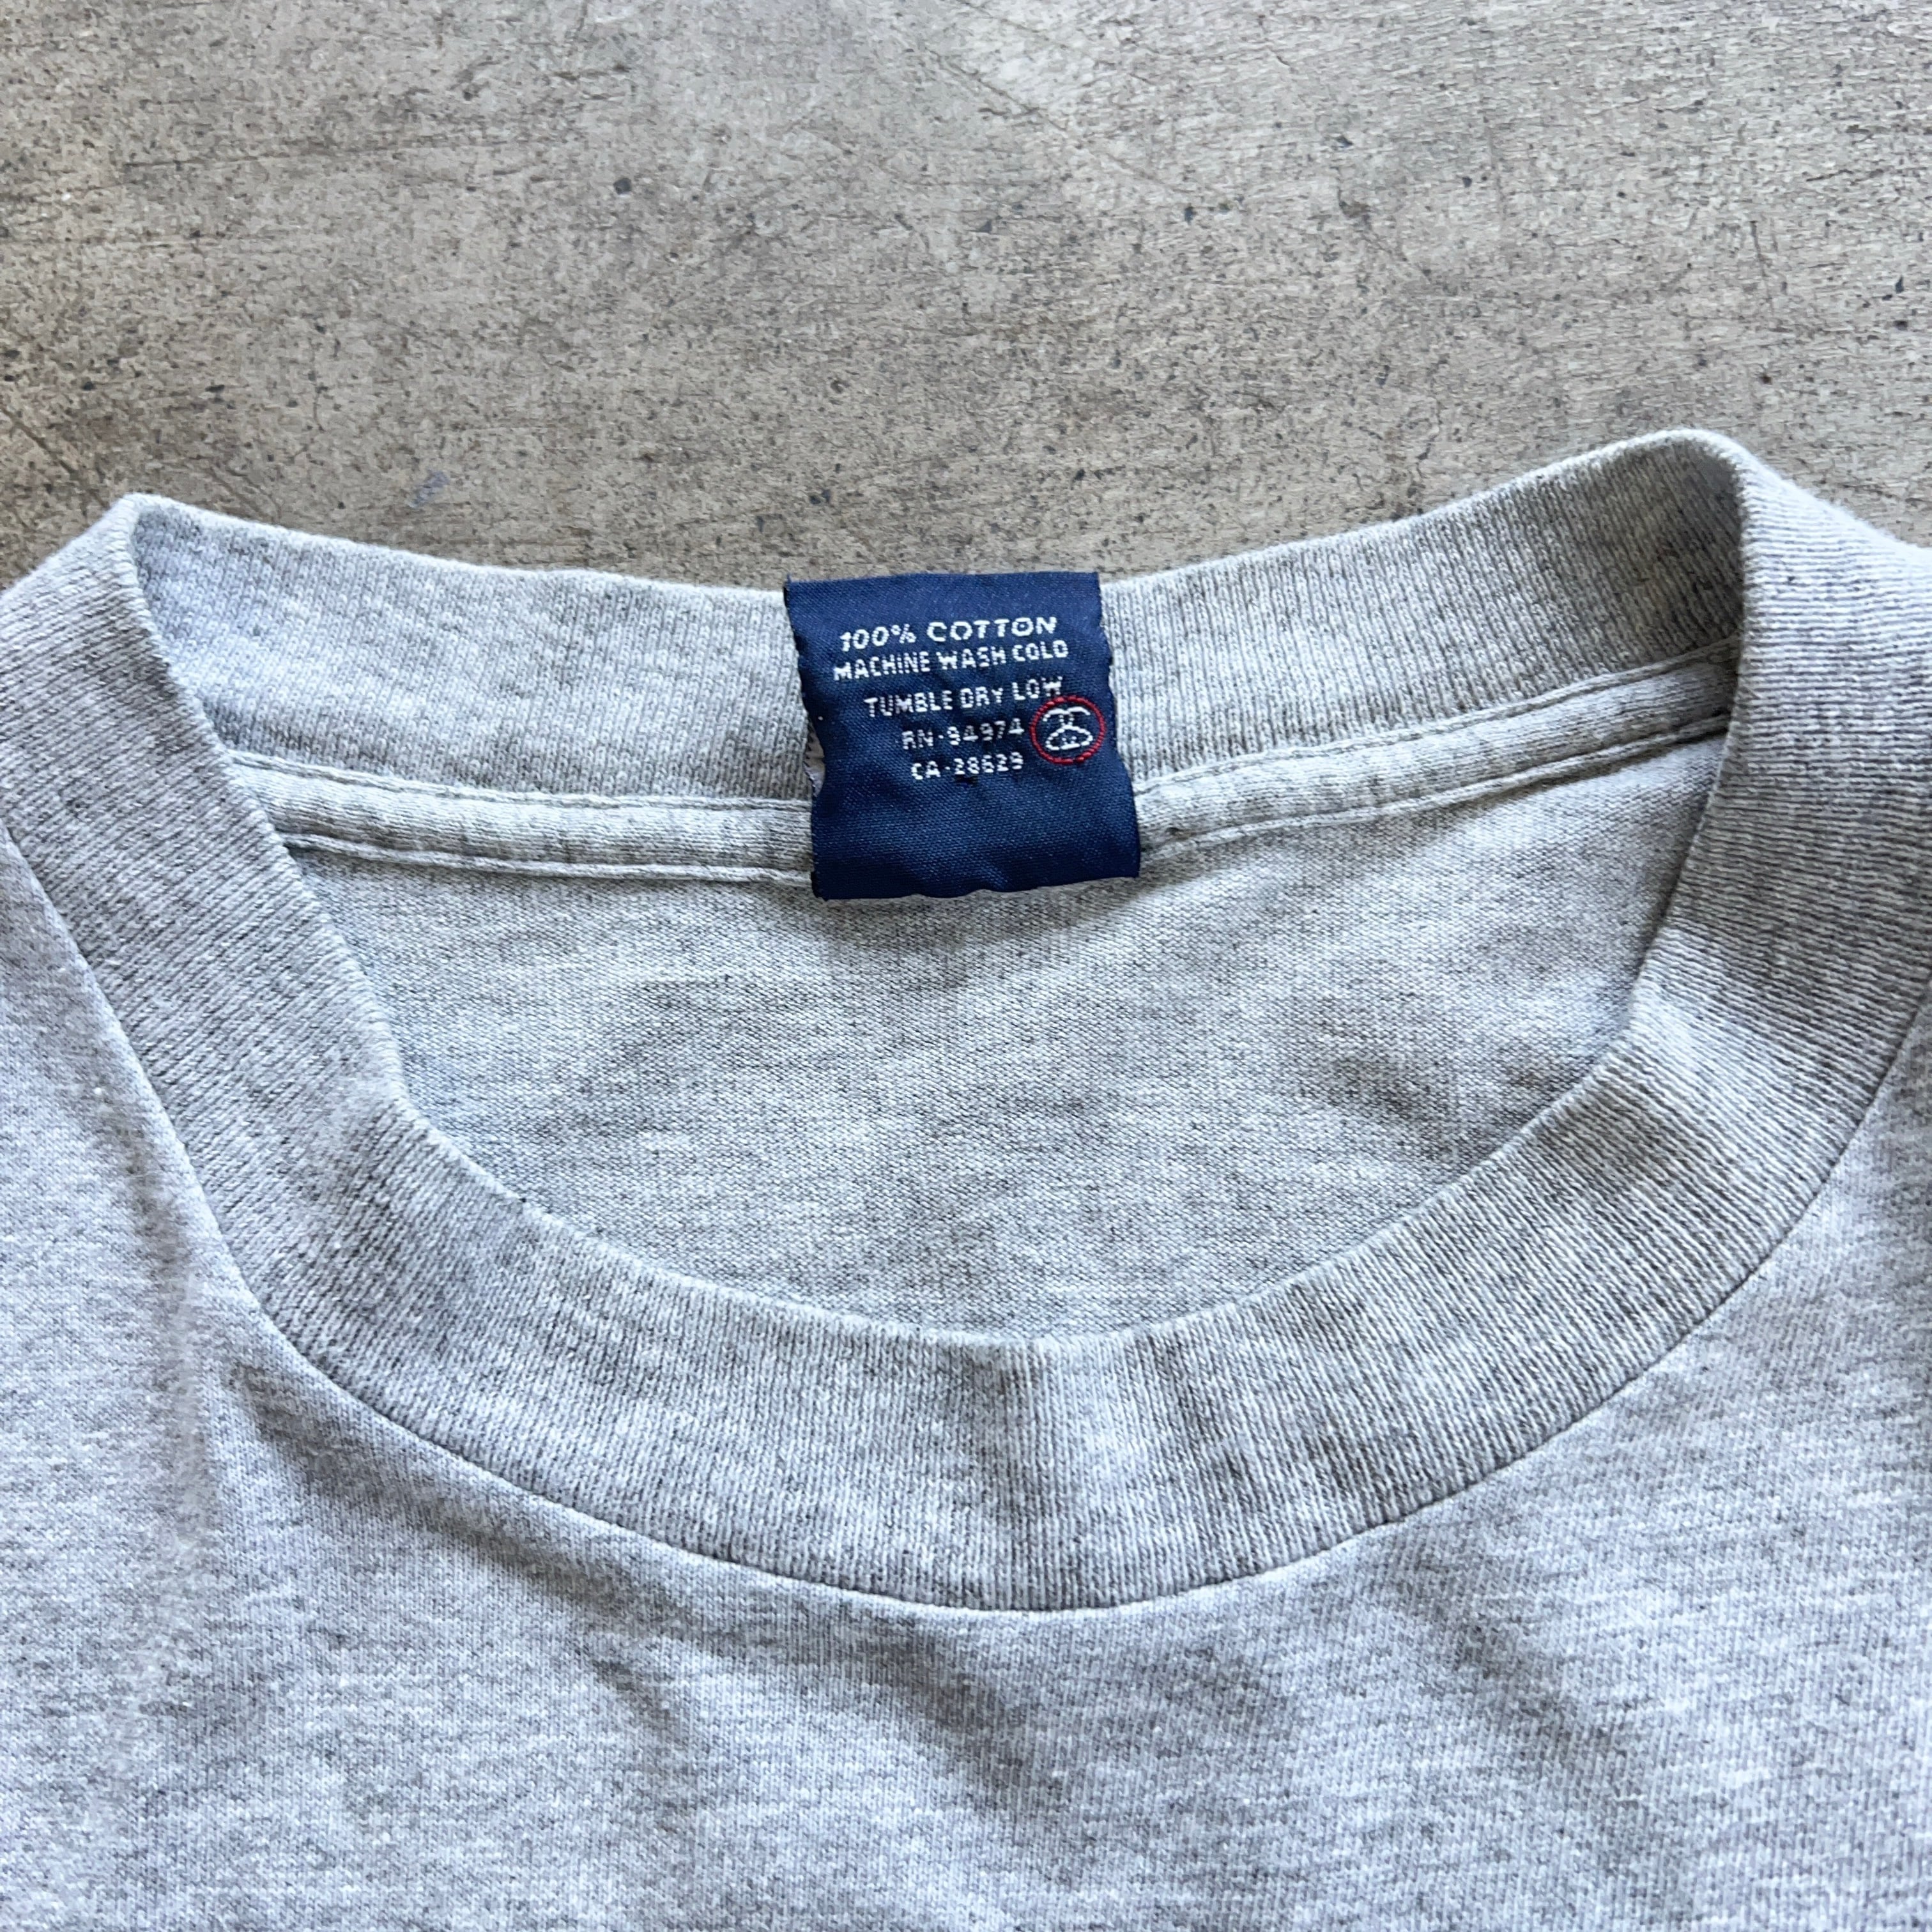 100% COTTON
MACHINE WASH COLD
TUMBLE DRY LOW
RN-94974
CA-28629